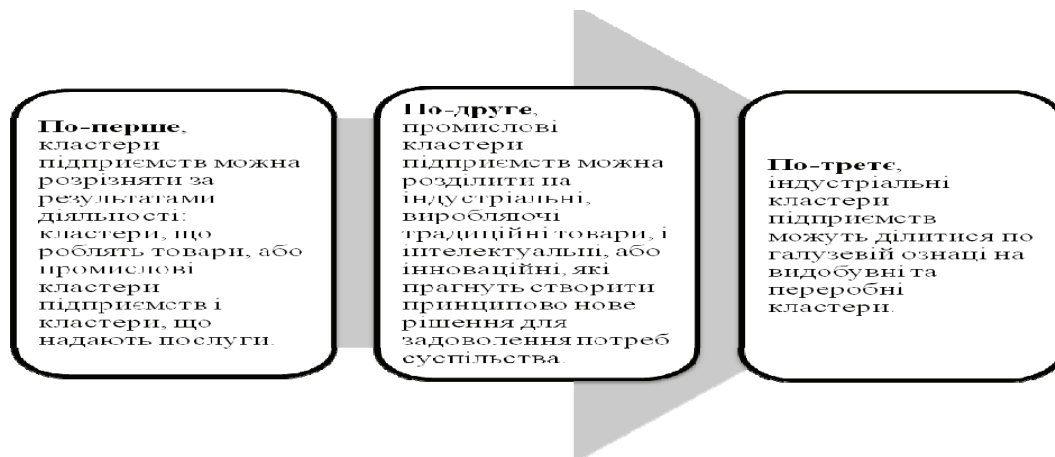 По-перше,
кластери
підприємств можна
розрізняти за
результатами
діяльності:
кластери, що
роблять товари, або
промислові
кластери
підприємств і
кластери, що
надають послуги.
По-друге,
промислові
кластери
підприємств можна
розділити на
індустріальні,
виробляючі
традиційні товари, і
інтелектуальні, або
інноваційні, які
прагнуть створити
принципово нове
рішення для
задоволення потреб
суспільства.
По-третє,
індустріальні
кластери
підприємств
можуть ділитися по
галузевій ознаці на
видобувні та
переробні
кластери.